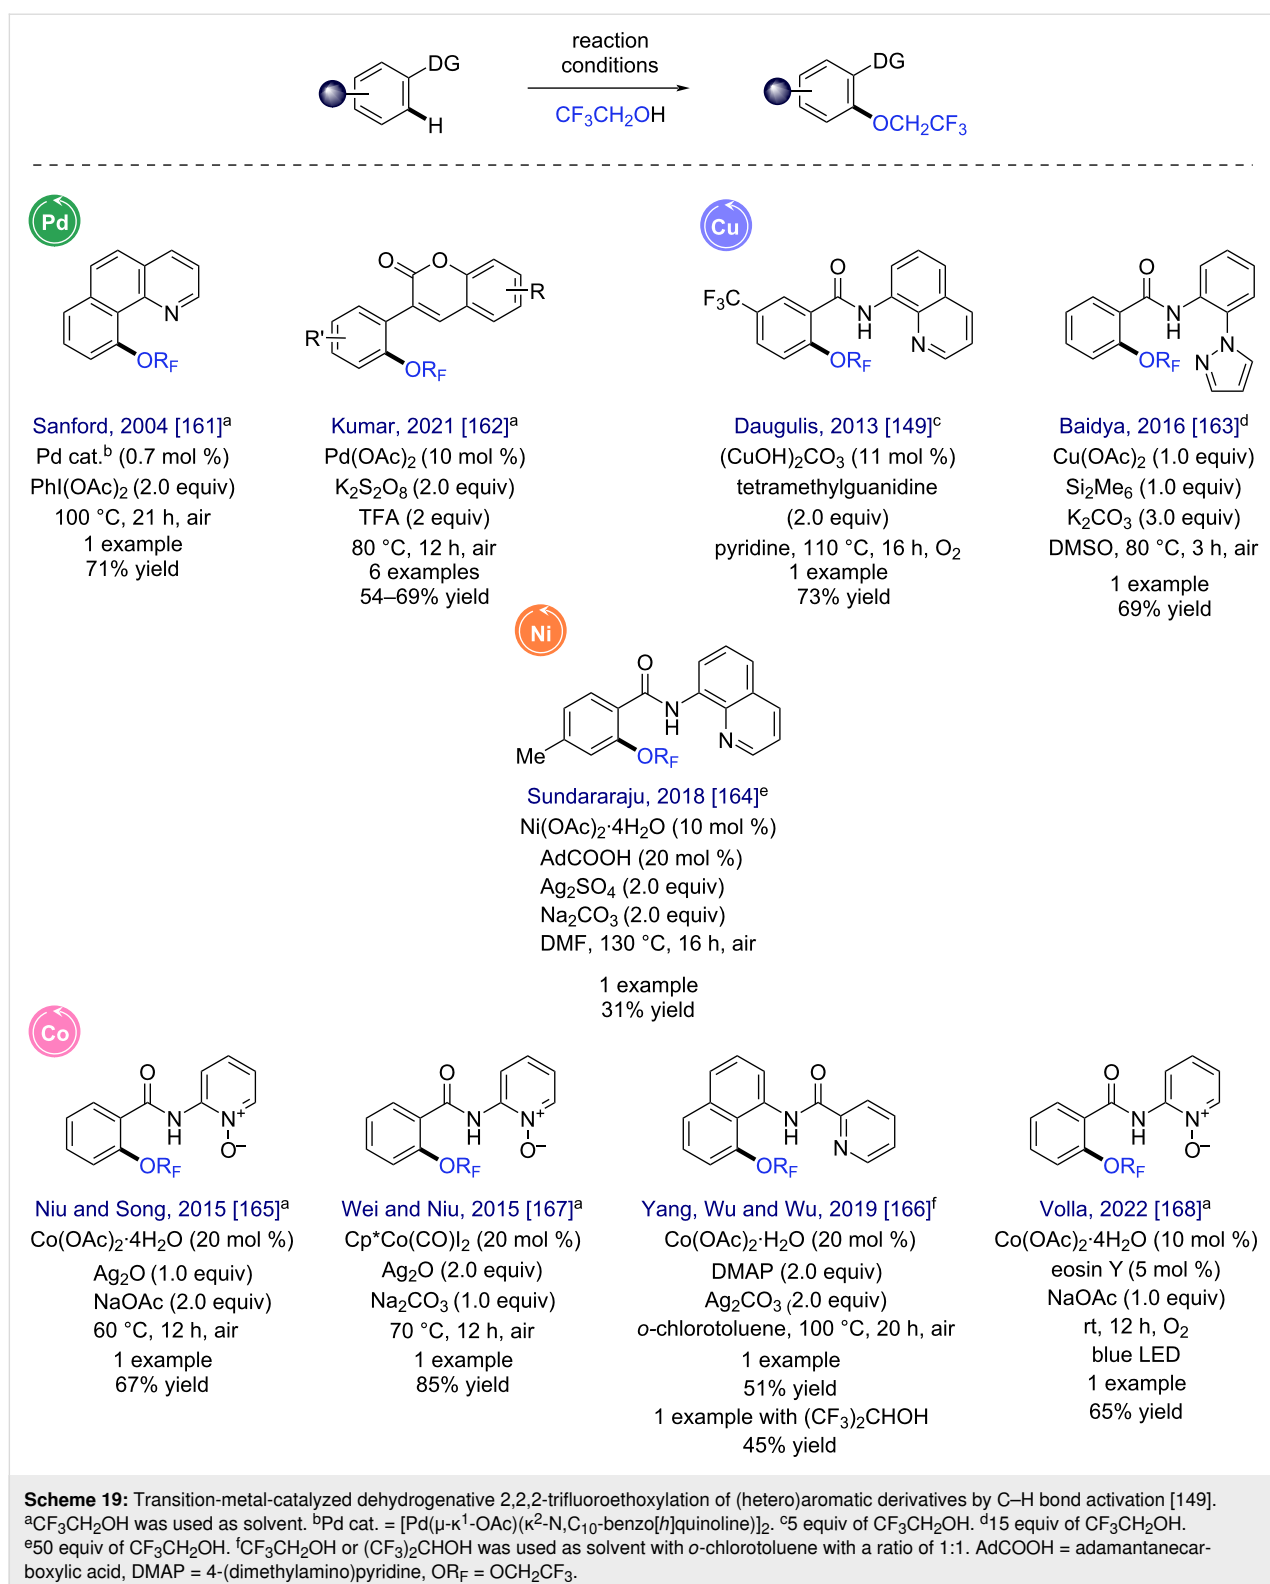 reaction
conditions
CF3CH2OH
DG
H
DG
OCH2CF3
Pd
Cu
N
ORF
O
O
R
R'
ORF
F3C
O
N
H
N
ORF
O
N
H
N
N
ORF
Sanford, 2004 [161]a
Pd cat.b (0.7 mol %)
PhI(OAc)2 (2.0 equiv)
100 °C, 21 h, air
1 example
71% yield
Kumar, 2021 [162]a
Pd(OAc)2 (10 mol %)
K2S2O8 (2.0 equiv)
TFA (2 equiv)
80 °C, 12 h, air
6 examples
54–69% yield
Daugulis, 2013 [149]c
(CuOH)2CO3 (11 mol %)
tetramethylguanidine
(2.0 equiv)
pyridine, 110 °C, 16 h, O2
1 example
73% yield
Baidya, 2016 [163]d
Cu(OAc)2 (1.0 equiv)
Si2Me6 (1.0 equiv)
K2CO3 (3.0 equiv)
DMSO, 80 °C, 3 h, air
1 example
69% yield
Ni
O
N
H
N
Me
ORF
Sundararaju, 2018 [164]e
Ni(OAc)2·4H2O (10 mol %)
AdCOOH (20 mol %)
Ag2SO4 (2.0 equiv)
Na2CO3 (2.0 equiv)
DMF, 130 °C, 16 h, air
1 example
31% yield
Co
O
N
H
N+
O–
ORF
O
N
H
N+
O–
ORF
O
N
H
N
ORF
O
N
H
N+
O–
ORF
Niu and Song, 2015 [165]a
Co(OAc)2·4H2O (20 mol %)
Ag2O (1.0 equiv)
NaOAc (2.0 equiv)
60 °C, 12 h, air
1 example
67% yield
Wei and Niu, 2015 [167]a
Cp*Co(CO)I2 (20 mol %)
Ag2O (2.0 equiv)
Na2CO3 (1.0 equiv)
70 °C, 12 h, air
1 example
85% yield
Yang, Wu and Wu, 2019 [166]f
Co(OAc)2·H2O (20 mol %)
DMAP (2.0 equiv)
Ag2CO3 (2.0 equiv)
o-chlorotoluene, 100 °C, 20 h, air
1 example
51% yield
1 example with (CF3)2CHOH
45% yield
Volla, 2022 [168]a
Co(OAc)2·4H2O (10 mol %)
eosin Y (5 mol %)
NaOAc (1.0 equiv)
rt, 12 h, O2
blue LED
1 example
65% yield
Scheme 19: Transition-metal-catalyzed dehydrogenative 2,2,2-trifluoroethoxylation of (hetero)aromatic derivatives by C–H bond activation [149].
aCF3CH2OH was used as solvent. bPd cat. = [Pd(μ-κ1-OAc)(κ2-N,C10-benzo[h]quinoline)]2. c5 equiv of CF3CH2OH. d15 equiv of CF3CH2OH.
e50 equiv of CF3CH2OH. fCF3CH2OH or (CF3)2CHOH was used as solvent with o-chlorotoluene with a ratio of 1:1. AdCOOH = adamantanecar-
boxylic acid, DMAP = 4-(dimethylamino)pyridine, ORF = OCH2CF3.